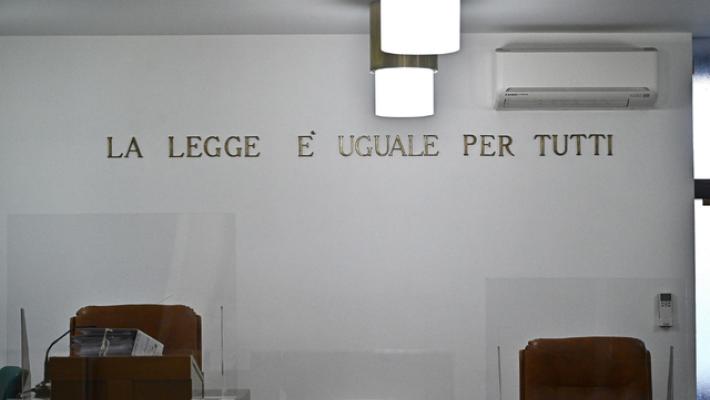 LA LEGGE E' UGUALE PER TUTTI